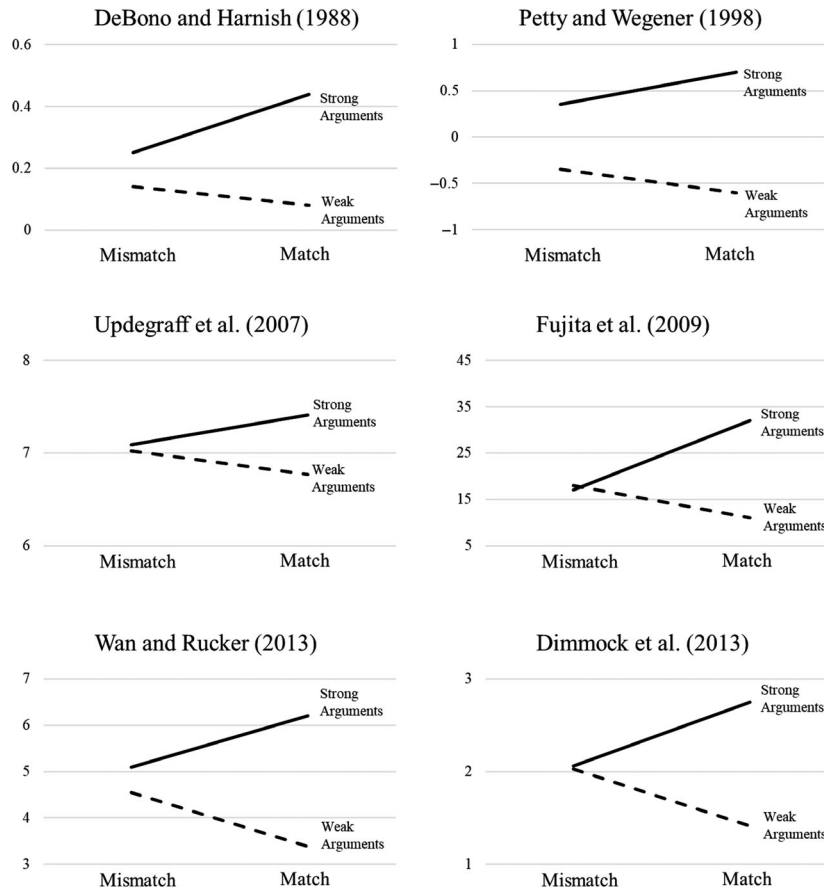 DeBono and Harnish (1988)
0.6
0.4
0.2
0
Strong
Arguments
Weak
Arguments
Mismatch
Match
Petty and Wegener (1998)
1
0.5
0
−0.5
−1
Strong
Arguments
Weak
Arguments
Mismatch
Match
Updegraff et al. (2007)
8
7
6
Strong
Arguments
Weak
Arguments
Mismatch
Match
Fujita et al. (2009)
45
35
25
15
5
Strong
Arguments
Weak
Arguments
Mismatch
Match
Wan and Rucker (2013)
7
6
5
4
3
Strong
Arguments
Weak
Arguments
Mismatch
Match
Dimmock et al. (2013)
3
2
1
Strong
Arguments
Weak
Arguments
Mismatch
Match